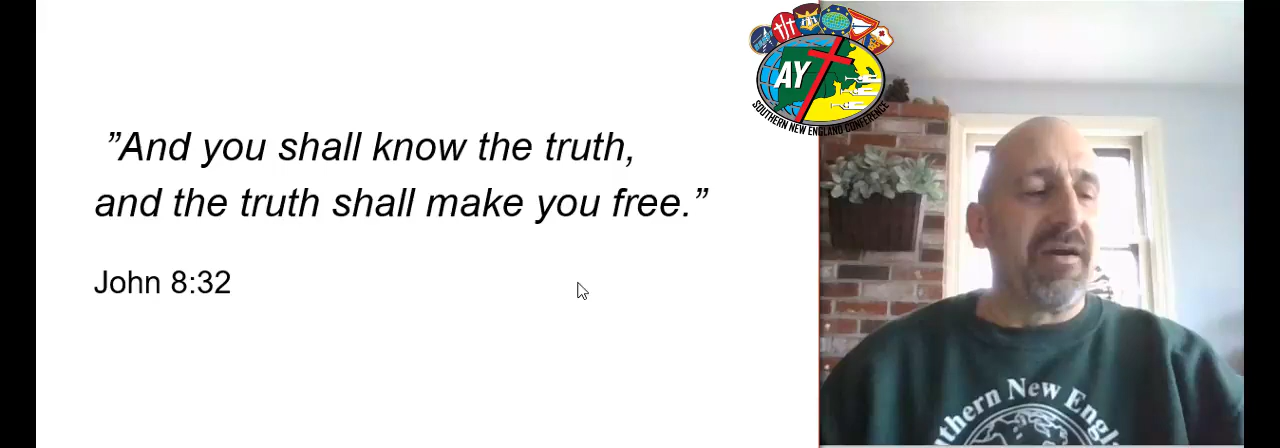 ”And you shall know the truth,
and the truth shall make you free.”
John 8:32
AY
SOUTHERN NEW ENGLAND CONFERENCE
thern New Engl